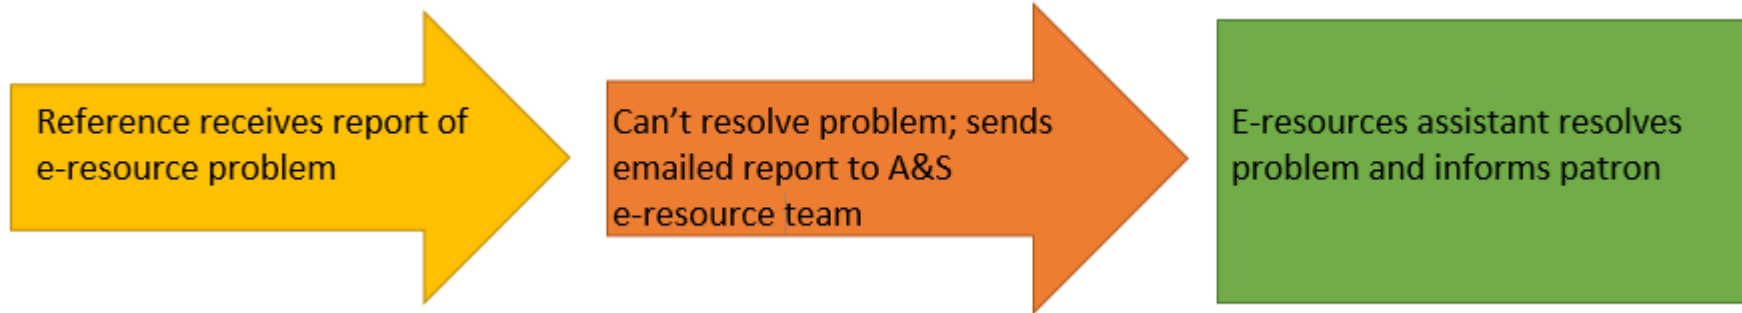 Reference receives report of
e-resource problem
Can't resolve problem; sends
emailed report to A&S
e-resource team
E-resources assistant resolves
problem and informs patron